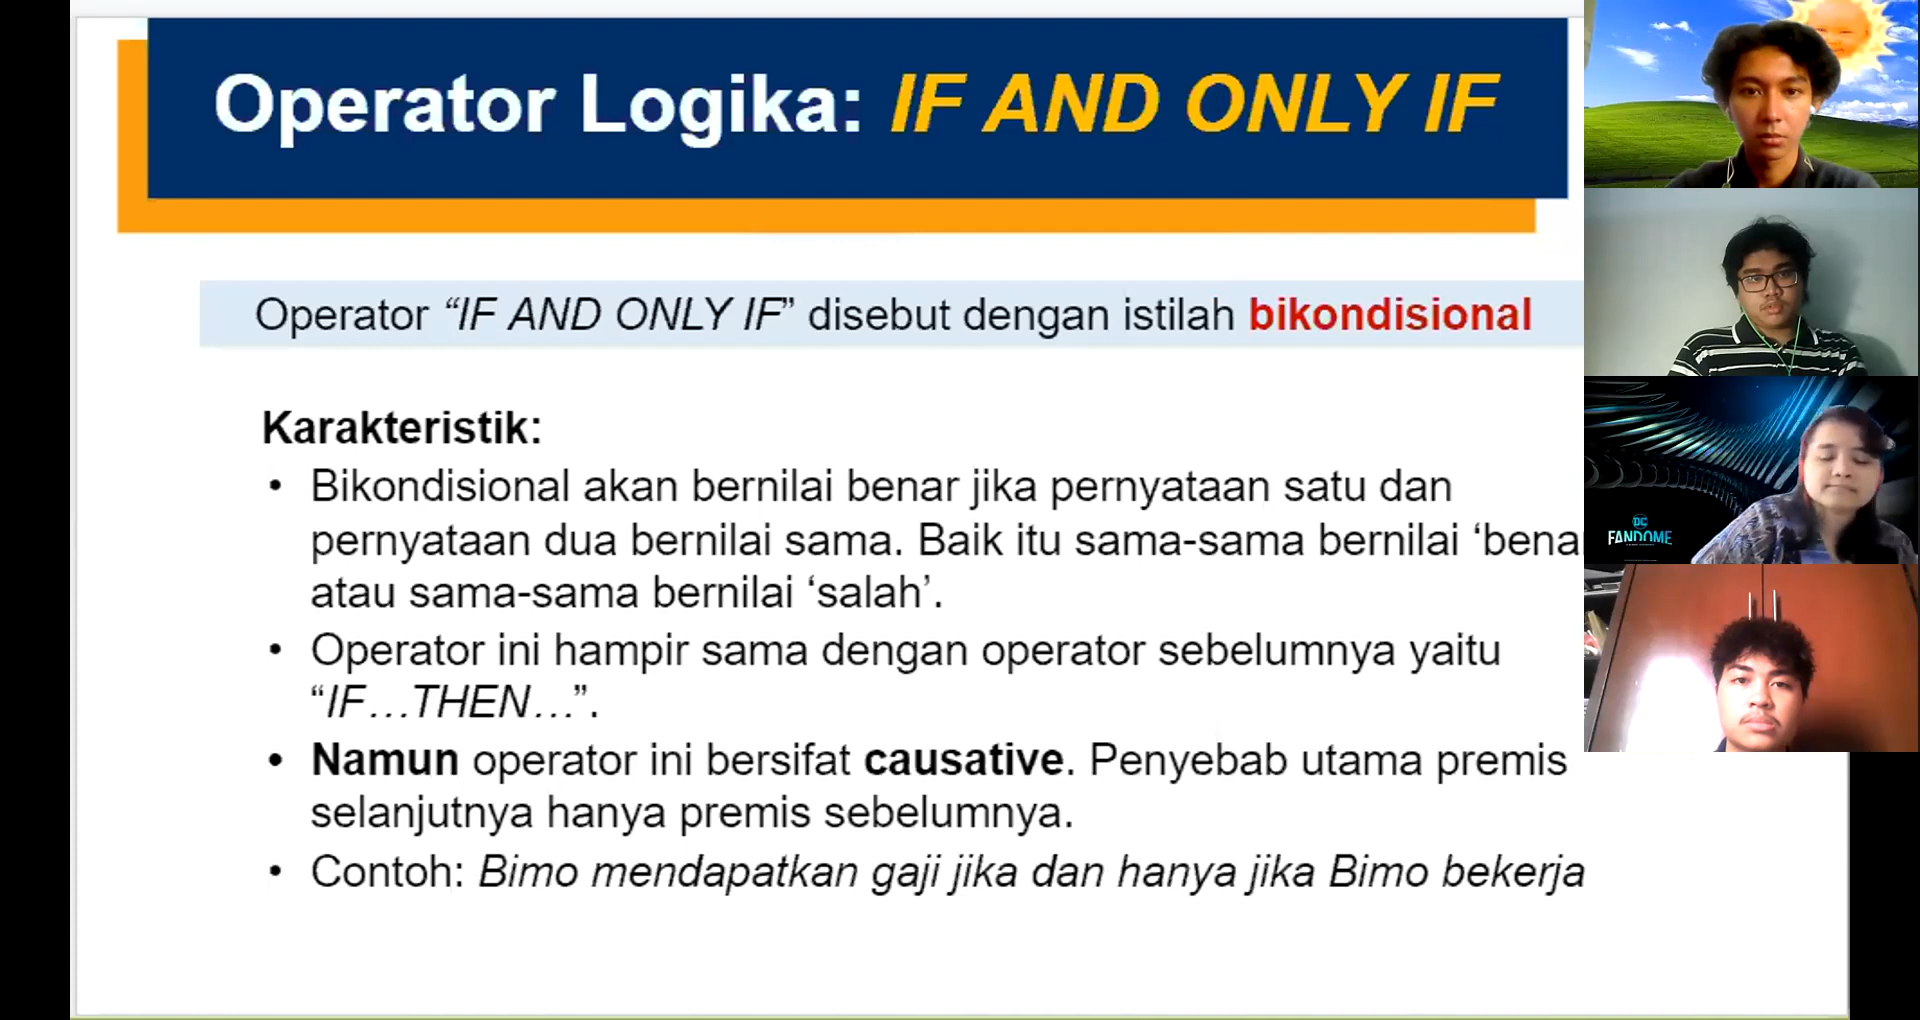 Operator Logika: IF AND ONLY IF
Operator “IF AND ONLY IF” disebut dengan istilah bikondisional
Karakteristik:
• Bikondisional akan bernilai benar jika pernyataan satu dan
pernyataan dua bernilai sama. Baik itu sama-sama bernilai ‘bena
atau sama-sama bernilai ‘salah’.
• Operator ini hampir sama dengan operator sebelumnya yaitu
“IF…THEN…”.
• Namun operator ini bersifat causative. Penyebab utama premis
selanjutnya hanya premis sebelumnya.
• Contoh: Bimo mendapatkan gaji jika dan hanya jika Bimo bekerja
DC
FANDOME